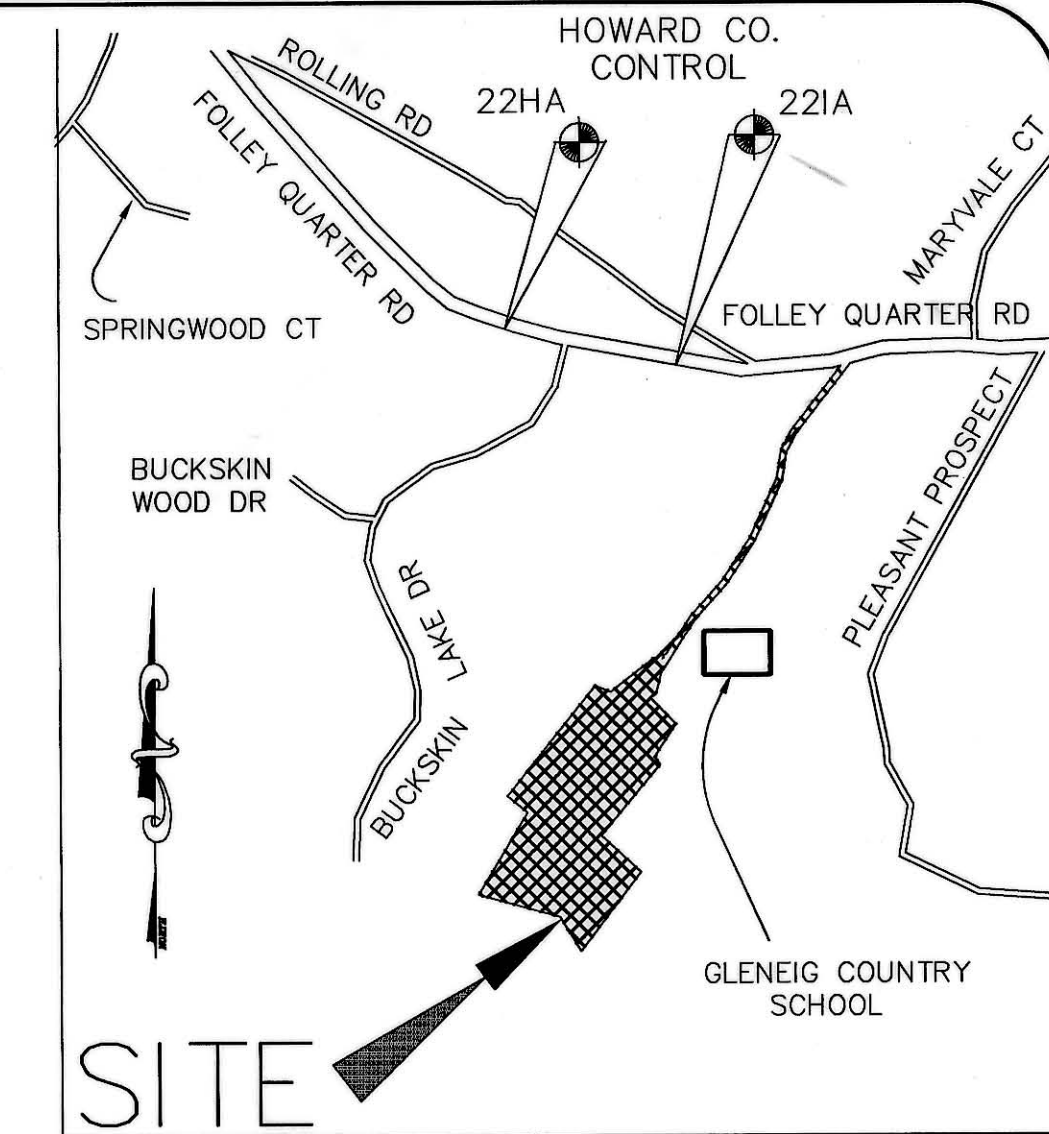 HOWARD CO.
CONTROL
ROLLING RD
22HA
22IA
FOLLEY QUARTER RD
MARYVALE CT
SPRINGWOOD CT
FOLLEY QUARTER RD
BUCKSKIN
WOOD DR
PLEASANT PROSPECT
BUCKSKIN LAKE DR
NORTH
GLENEIG COUNTRY
SCHOOL
SITE